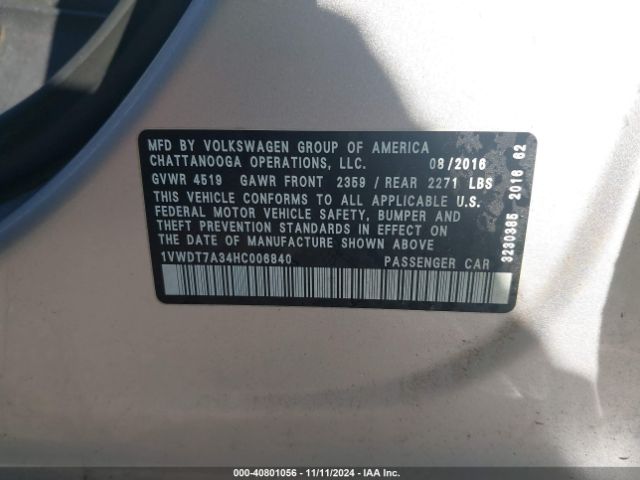 MFD BY VOLKSWAGEN GROUP OF AMERICA
CHATTANOOGA OPERATIONS, LLC. 08/2016
GVWR 4519 GAWR FRONT 2359 / REAR 2271 LBS
THIS VEHICLE CONFORMS TO ALL APPLICABLE U.S.
FEDERAL MOTOR VEHICLE SAFETY, BUMPER AND
THEFT PREVENTION STANDARDS IN EFFECT ON
THE DATE OF MANUFACTURE SHOWN ABOVE
1VWDT7A34HC006840 PASSENGER CAR
3230385 2016 62
000-40801056 - 11/11/2024 - IAA Inc.